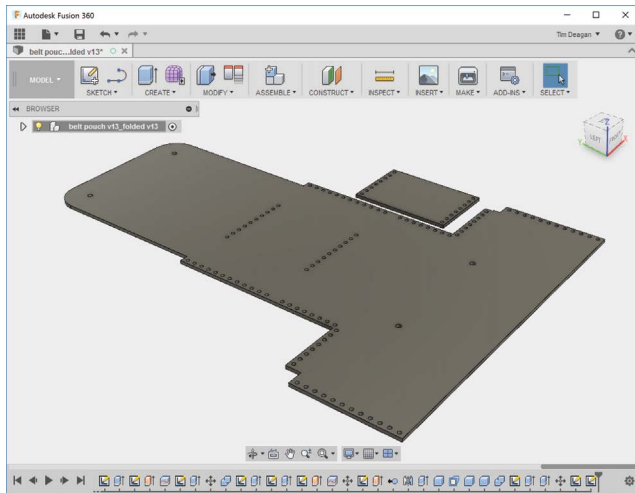 Autodesk Fusion 360
Tim Deagan
belt pouc...lded v13*
MODEL
SKETCH
CREATE
MODIFY
ASSEMBLE
CONSTRUCT
INSPECT
INSERT
MAKE
ADD-INS
SELECT
BROWSER
belt pouch v13_folded v13
LEFT